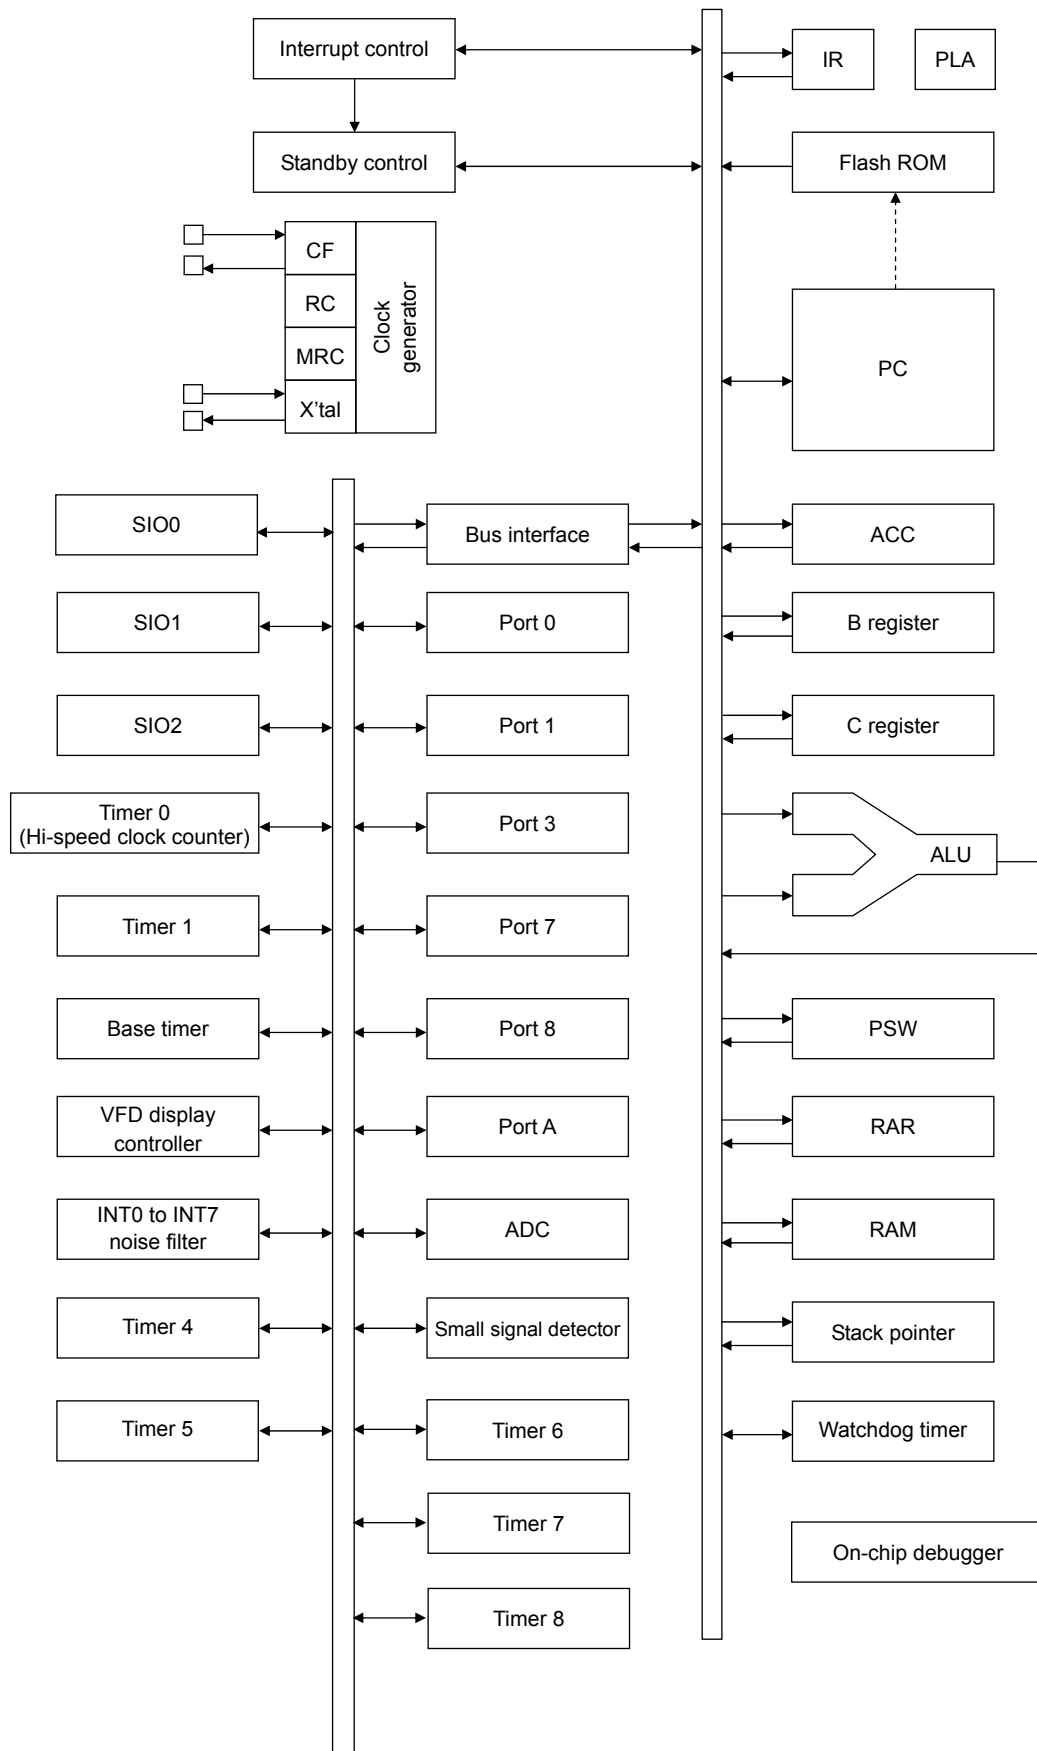 Interrupt control
IR
PLA
Standby control
Flash ROM
CF
RC
MRC
X'tal
Clock
generator
PC
SIO0
Bus interface
ACC
SIO1
Port 0
B register
SIO2
Port 1
C register
Timer 0
(Hi-speed clock counter)
Port 3
ALU
Timer 1
Port 7
Base timer
Port 8
PSW
VFD display
controller
Port A
RAR
INT0 to INT7
noise filter
ADC
RAM
Timer 4
Small signal detector
Stack pointer
Timer 5
Timer 6
Watchdog timer
Timer 7
On-chip debugger
Timer 8